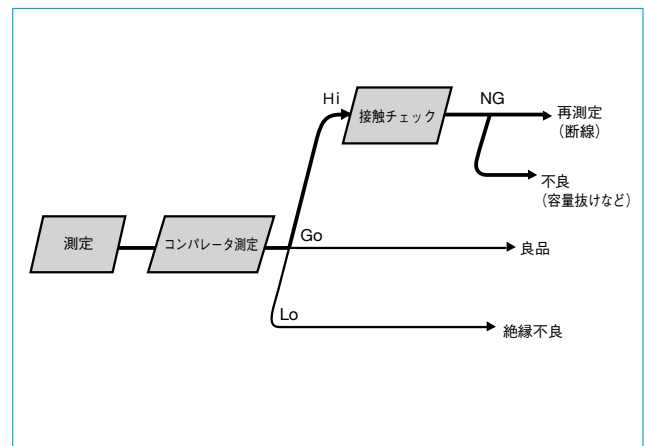 Hi
接触チェック
NG
再測定
(断線)
不良
(容量抜けなど)
測定
コンパレータ測定
Go
良品
Lo
絶縁不良